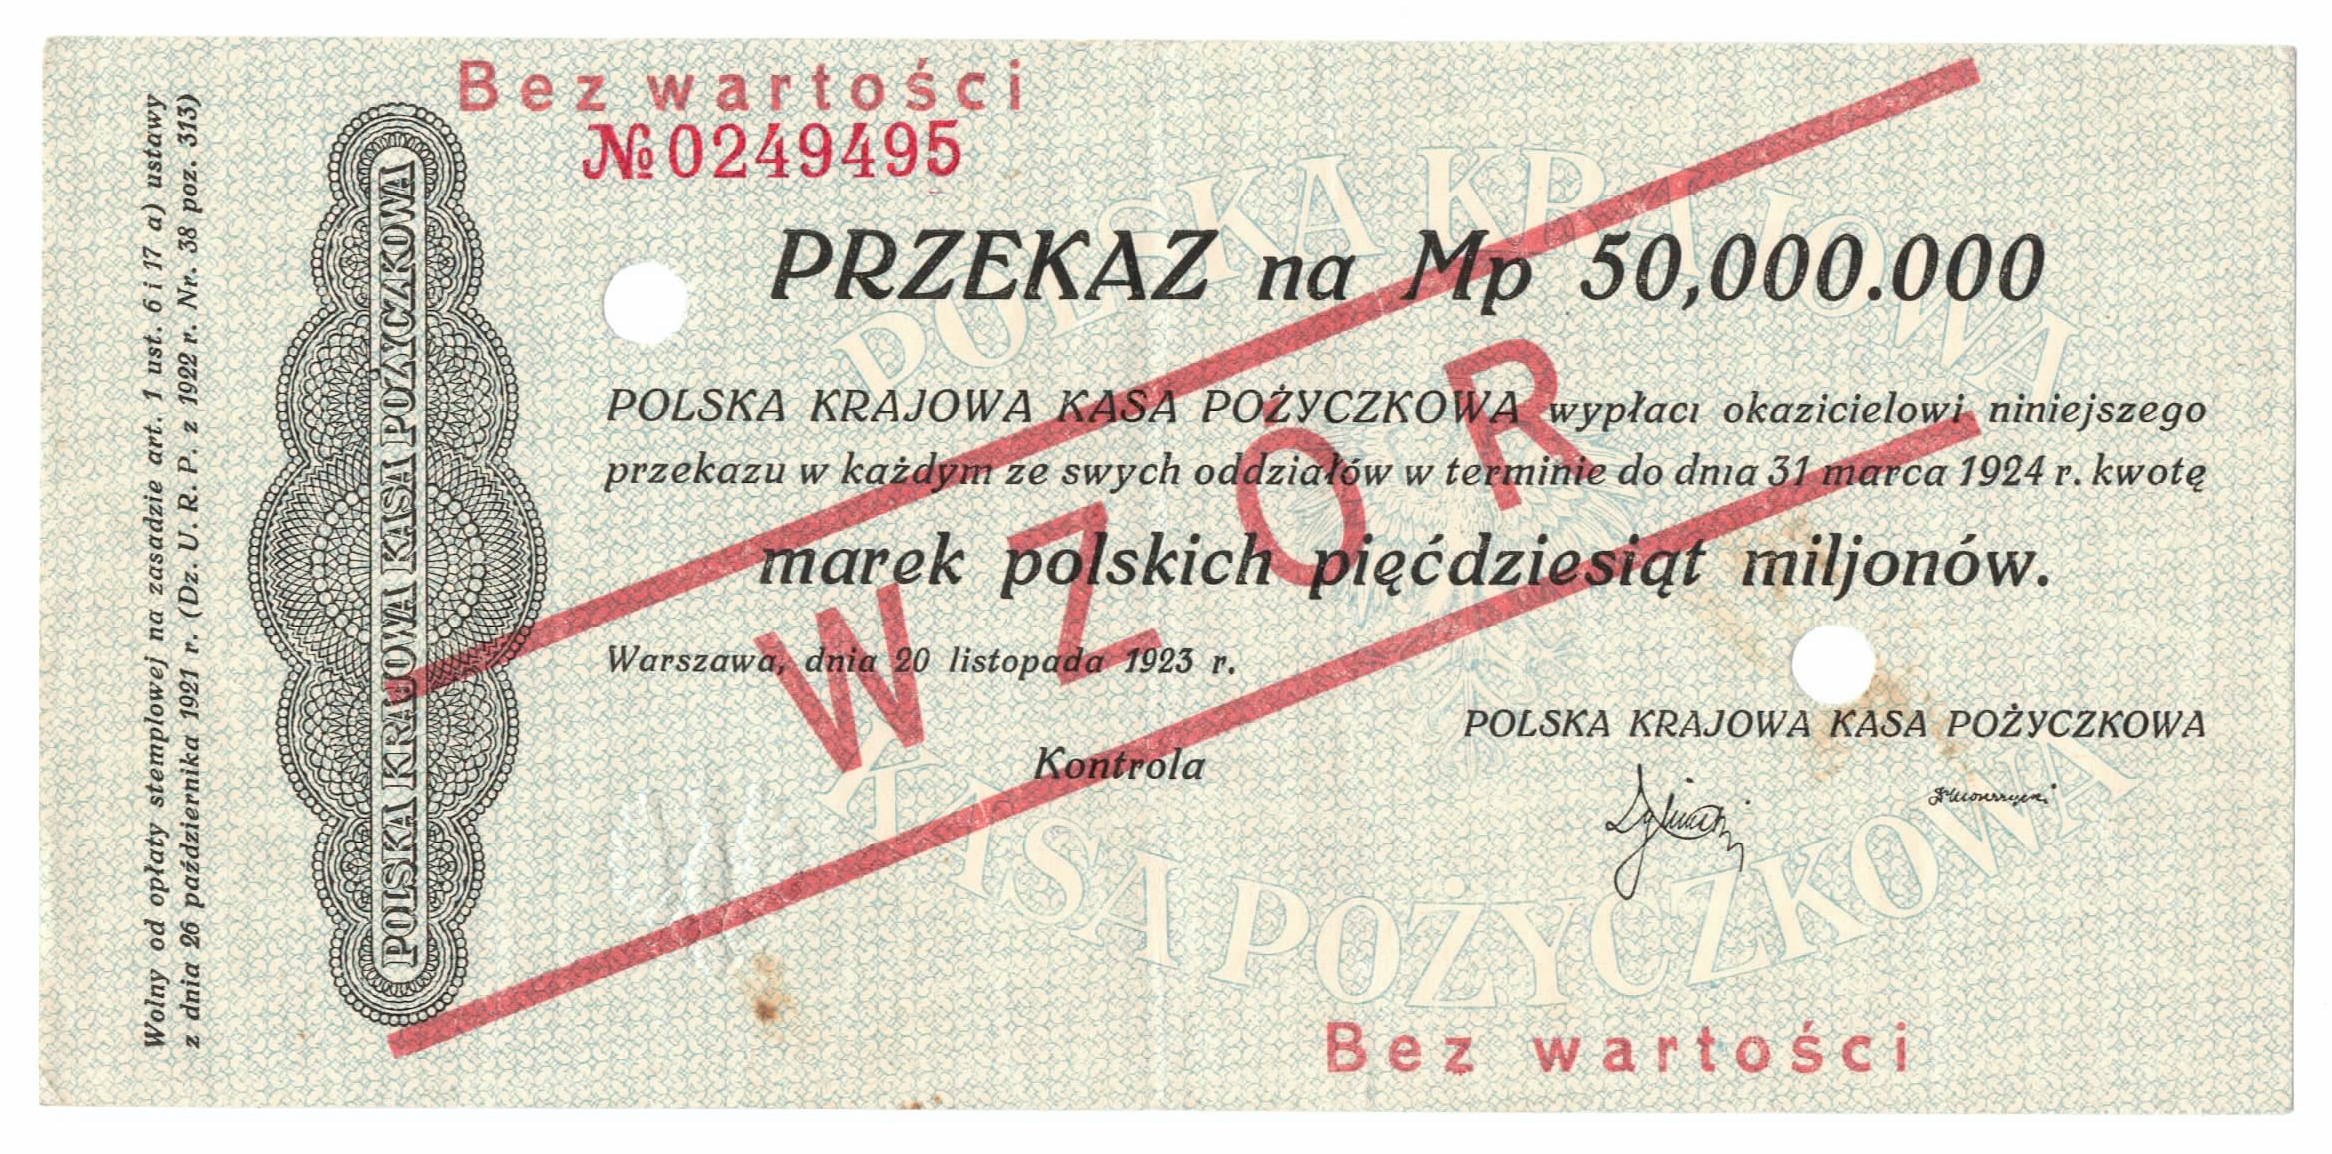 Bez wartości
№ 0249495
PRZEKAZ na Mp 50,000.000
POLSKA KRAJOWA KASA POŻYCZKOWA wypłaci okazicielowi niniejszego
przekazu w każdym ze swych oddziałów w terminie do dnia 31 marca 1924 r. kwotę
marek polskich pięćdziesiąt miljonów.
Warszawa, dnia 20 listopada 1923 r.
POLSKA KRAJOWA KASA POŻYCZKOWA
Kontrola
Bez wartości
WZÓR
POLSKA KRAJOWA
KASA POŻYCZKOWA
POLSKA KRAJOWA KASA POŻYCZKOWA
Wolny od opłaty stemplowej na zasadzie art. 1 ust. 6 i 17 a) ustawy
z dnia 26 października 1921 r. (Dz. U. R. P. z 1922 r. Nr. 38 poz. 313)